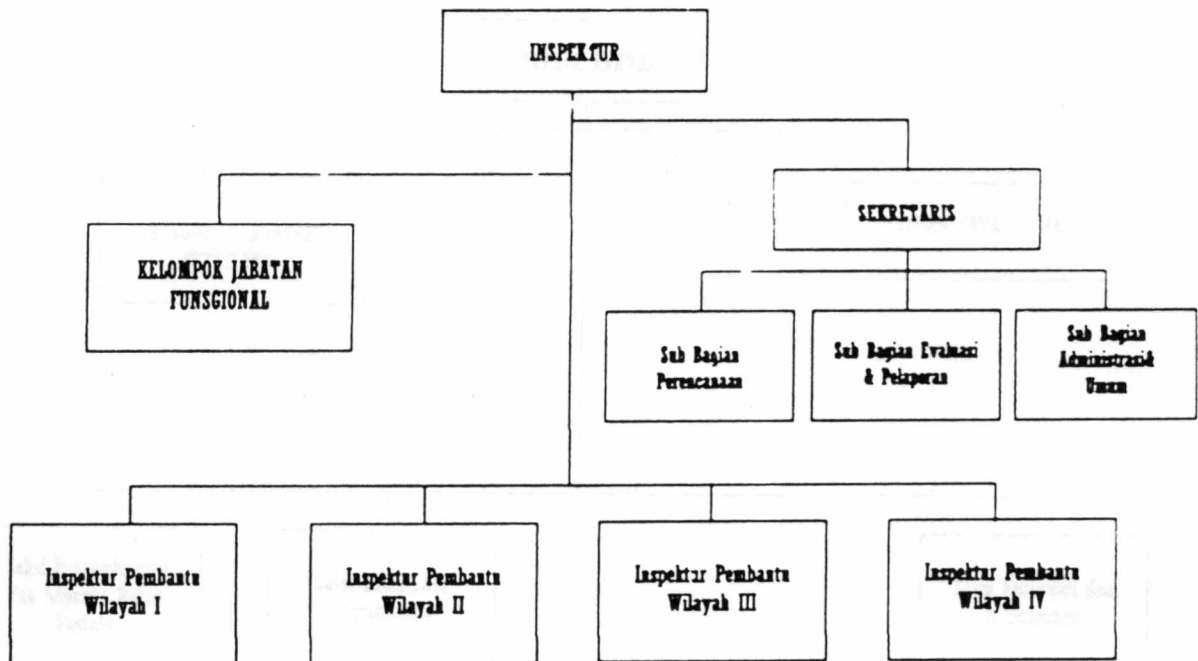 INSPEKTUR
SEKRETARIS
KELOMPOK JABATAN
FUNSGIONAL
Sub Bagian
Perencanaan
Sub Bagian Evaluasi
& Pelaporan
Sub Bagian
Administrasi&
Umum
Inspektur Pembantu
Wilayah I
Inspektur Pembantu
Wilayah II
Inspektur Pembantu
Wilayah III
Inspektur Pembantu
Wilayah IV